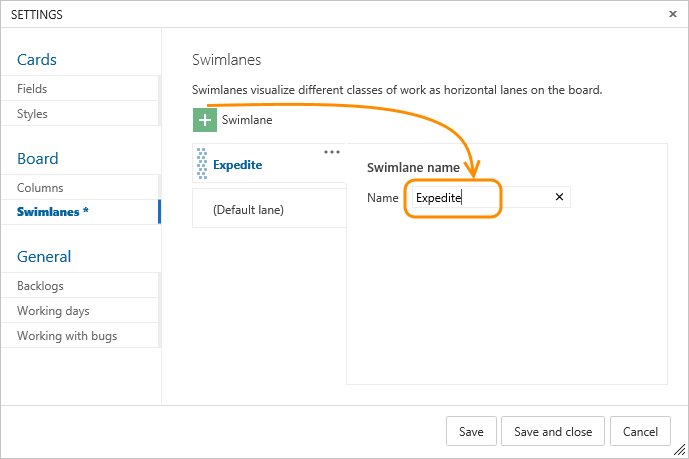 SETTINGS
Cards
Fields
Styles
Board
Columns
Swimlanes *
General
Backlogs
Working days
Working with bugs
Swimlanes
Swimlanes visualize different classes of work as horizontal lanes on the board.
Swimlane
Expedite
(Default lane)
Swimlane name
Name Expedite
Save Save and close Cancel